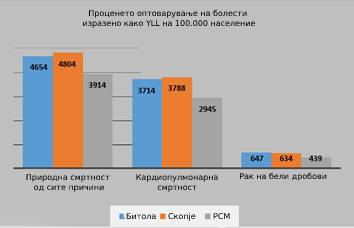 Проценето оптоварување на болести
изразено како YLL на 100.000 население
4654
4804
3914
3714
3788
2945
647
634
439
Природна смртност
од сите причини
Кардиопулмонарна
смртност
Рак на бели дробови
Битола
Скопје
РСМ